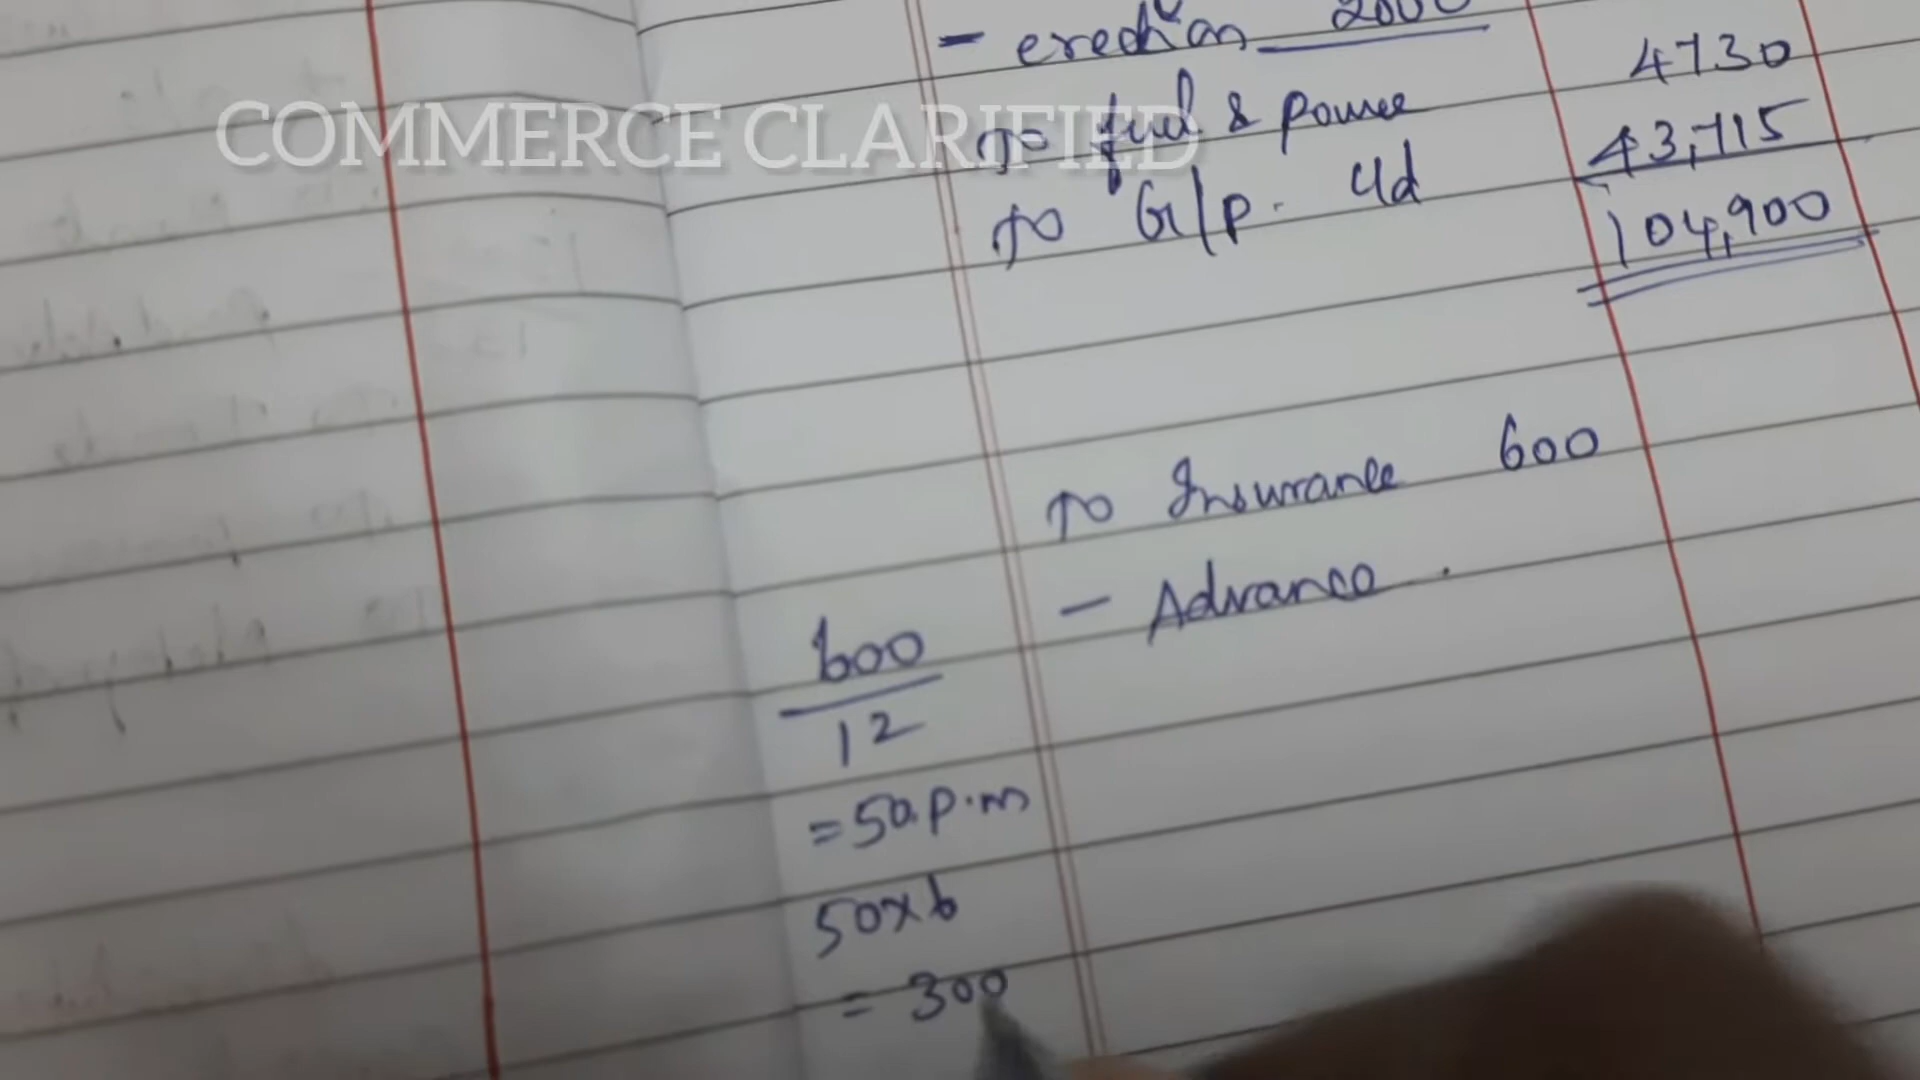 - erection 2000
4730
COMMERCE CLARIFIED
To fuel & Power 43,715
To G/P. c/d 104,900
To Insurance 600
- Advance
600
12
= 50 p.m
50x6
= 300